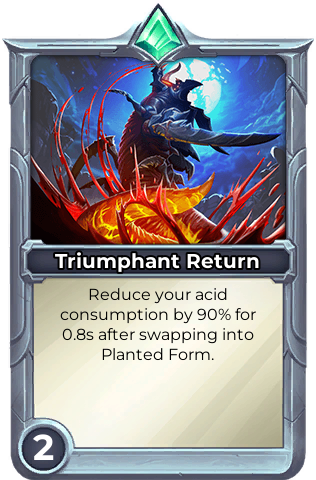 Triumphant Return
Reduce your acid
consumption by 90% for
0.8s after swapping into
Planted Form.
2